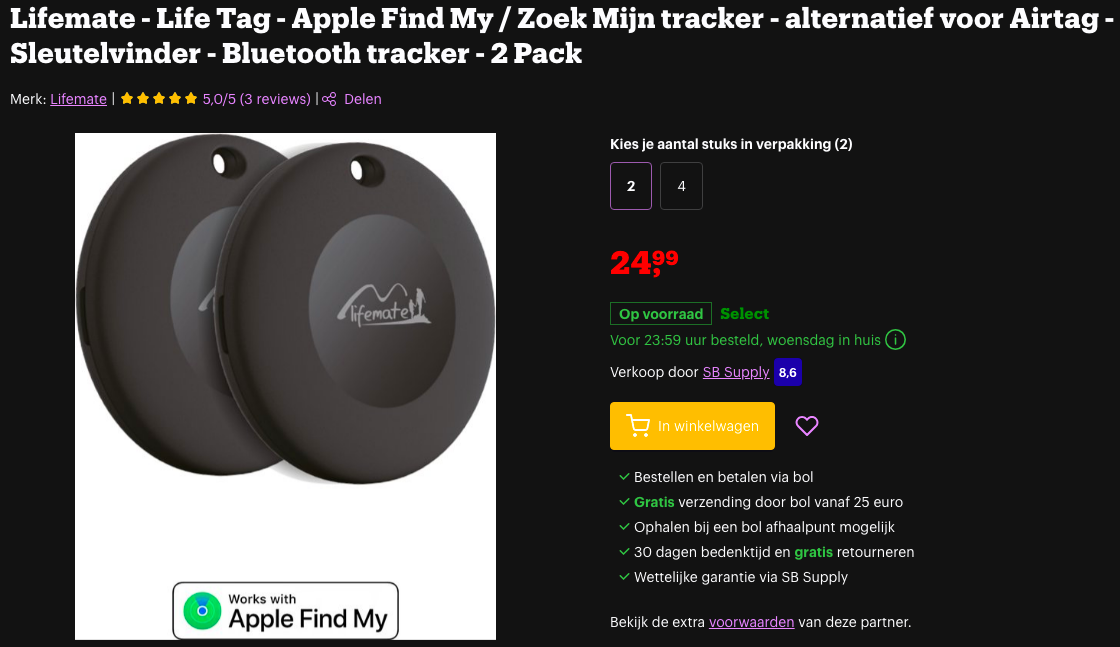 Lifemate - Life Tag - Apple Find My / Zoek Mijn tracker - alternatief voor Airtag -
Sleutelvinder - Bluetooth tracker - 2 Pack
Merk: Lifemate | 5,0/5 (3 reviews) | Delen
lifemate
Works with
Apple Find My
Kies je aantal stuks in verpakking (2)
2 4
24,99
Op voorraad Select
Voor 23:59 uur besteld, woensdag in huis i
Verkoop door SB Supply 8,6
In winkelwagen
Bestellen en betalen via bol
Gratis verzending door bol vanaf 25 euro
Ophalen bij een bol afhaalpunt mogelijk
30 dagen bedenktijd en gratis retourneren
Wettelijke garantie via SB Supply
Bekijk de extra voorwaarden van deze partner.